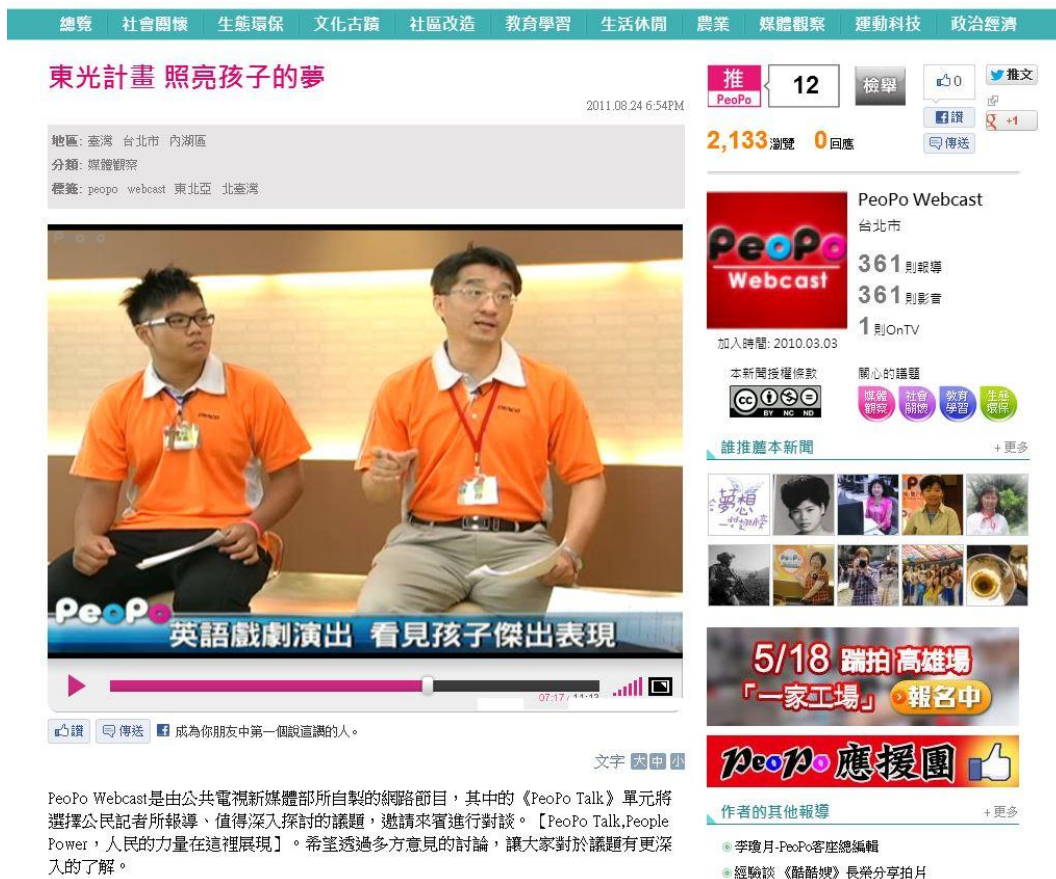 總覽 社會關懷 生態環保 文化古蹟 社區改造 教育學習 生活休閒 農業 媒體觀察 運動科技 政治經濟
東光計畫 照亮孩子的夢
2011.08.24 6:54PM
地區: 臺灣 台北市 內湖區
分類: 媒體觀察
標籤: peopo webcast 東北亞 北臺灣
PeoPo
PeoPo
英語戲劇演出 看見孩子傑出表現
07:17 / 11:13
讚 傳送 成為你朋友中第一個說這讚的人。
文字 大 中 小
PeoPo Webcast是由公共電視新媒體部所自製的網路節目,其中的《PeoPo Talk》單元將
選擇公民記者所報導、值得深入探討的議題,邀請來賓進行對談。【PeoPo Talk,People
Power,人民的力量在這裡展現】。希望透過多方意見的討論,讓大家對於議題有更深
入的了解。
推 PeoPo 12 檢舉 0 推文
讚 +1
傳送
2,133瀏覽 0回應
PeoPo Webcast
PeoPo Webcast
台北市
361則報導
361則影音
1則OnTV
加入時間: 2010.03.03
本新聞授權條款
cc BY NC ND
關心的議題
媒體觀察 社會關懷 教育學習 生態環保
誰推薦本新聞 +更多
夢想
5/18 踹拍高雄場
「一家工場」 報名中
PeoPo 應援團
作者的其他報導 +更多
李瓊月-PeoPo客座總編輯
經驗談《酷酷嫂》長榮分享拍片